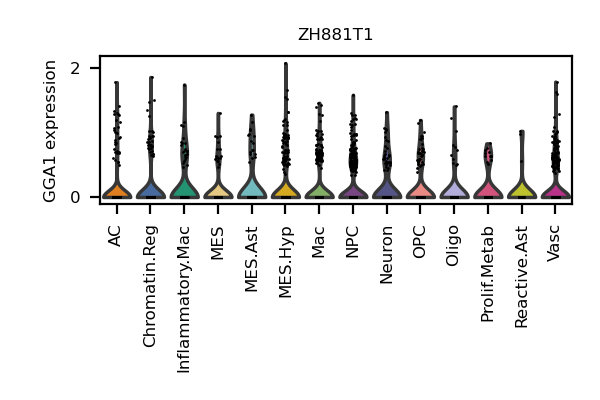 ZH881T1
GGA1 expression
2
0
AC
Chromatin.Reg
Inflammatory.Mac
MES
MES.Ast
MES.Hyp
Mac
NPC
Neuron
OPC
Oligo
Prolif.Metab
Reactive.Ast
Vasc